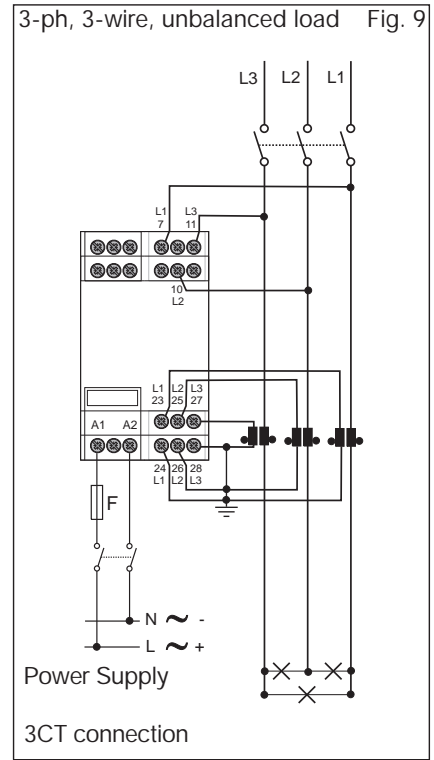 3-ph, 3-wire, unbalanced load Fig. 9
L3 L2 L1
L1 L3
7 11
10
L2
L1 L2 L3
23 25 27
A1 A2
24 26 28
L1 L2 L3
F
N ~ -
L ~ +
Power Supply
3CT connection